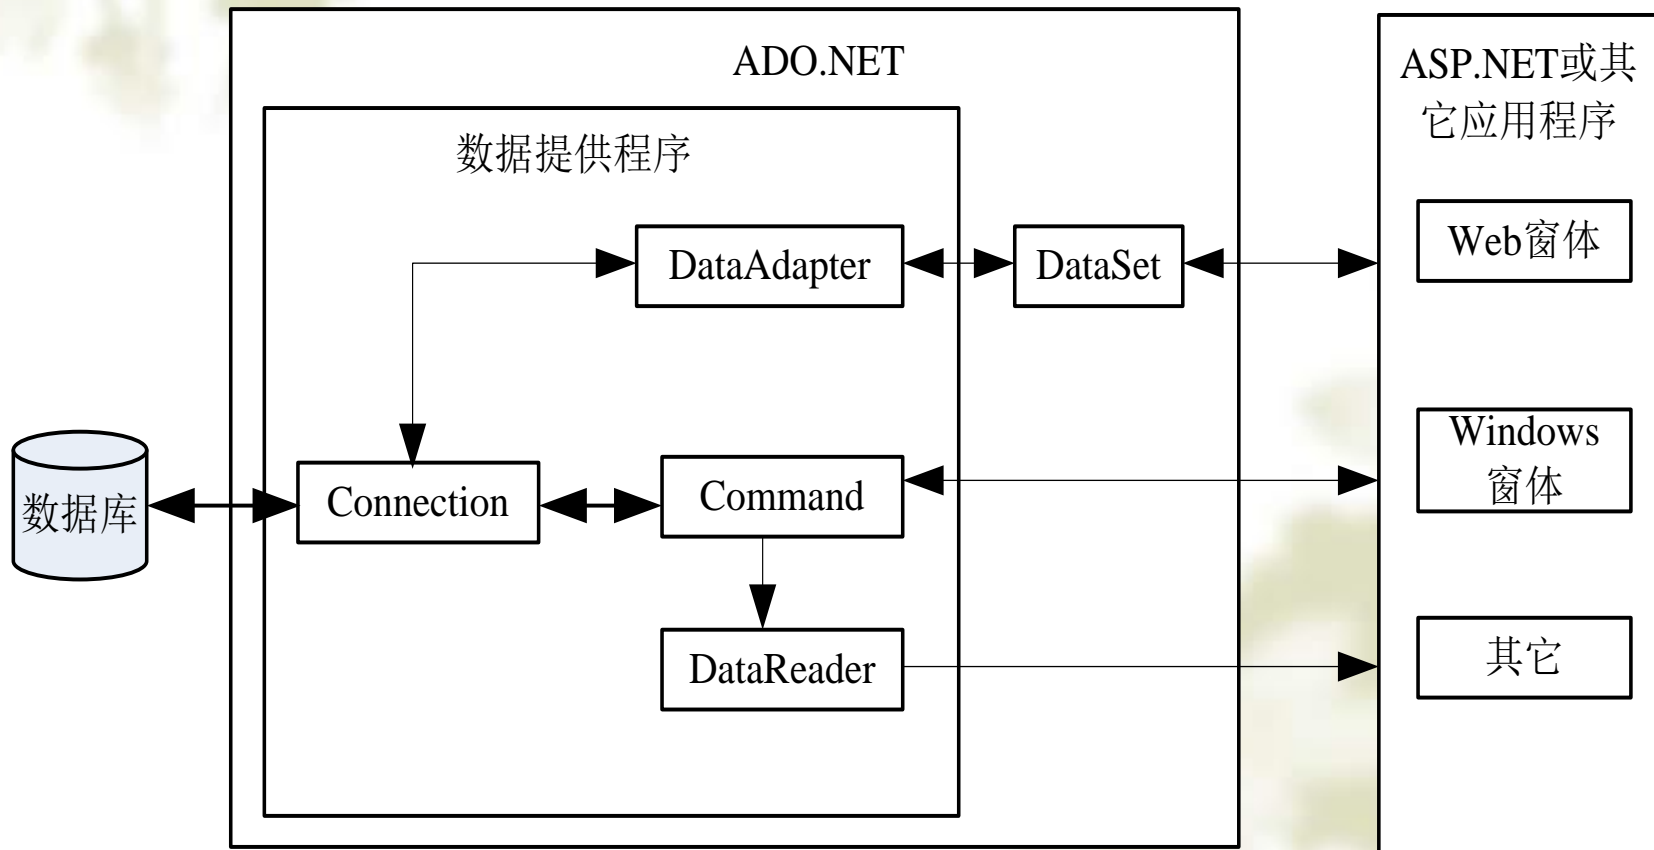 ADO.NET
ASP.NET或其
它应用程序
数据提供程序
DataAdapter
DataSet
Web窗体
数据库
Connection
Command
Windows
窗体
DataReader
其它